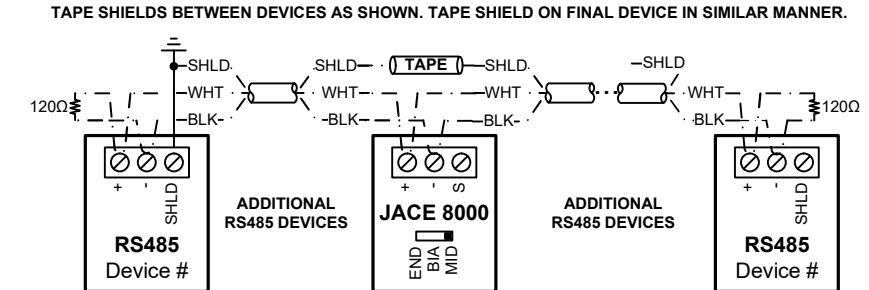 TAPE SHIELDS BETWEEN DEVICES AS SHOWN. TAPE SHIELD ON FINAL DEVICE IN SIMILAR MANNER.
SHLD SHLD TAPE SHLD SHLD
120Ω WHT WHT WHT WHT 120Ω
BLK BLK BLK BLK
+ - SHLD
RS485
Device #
ADDITIONAL
RS485 DEVICES
+ - S
JACE 8000
END
BIA
MID
ADDITIONAL
RS485 DEVICES
+ - SHLD
RS485
Device #